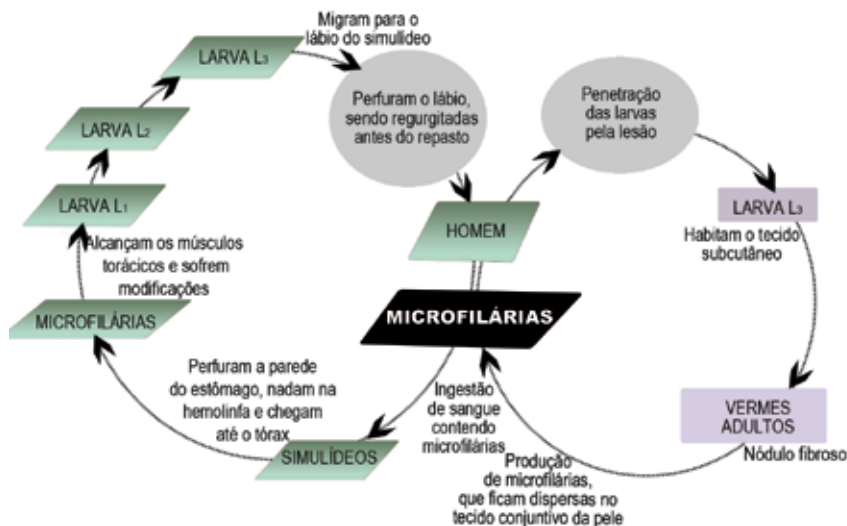 Migram para o
lábio do simulídeo
LARVA L3
Perfuram o lábio,
sendo regurgitadas
antes do repasto
Penetração
das larvas
pela lesão
LARVA L2
LARVA L1
LARVA L3
HOMEM
Habitam o tecido
subcutâneo
Alcançam os músculos
torácicos e sofrem
modificações
MICROFILÁRIAS
MICROFILÁRIAS
Perfuram a parede
do estômago, nadam na
hemolinfa e chegam
até o tórax
Ingestão
de sangue
contendo
microfilárias
VERMES
ADULTOS
Nódulo fibroso
SIMULÍDEOS
Produção
de microfilárias,
que ficam dispersas no
tecido conjuntivo da pele